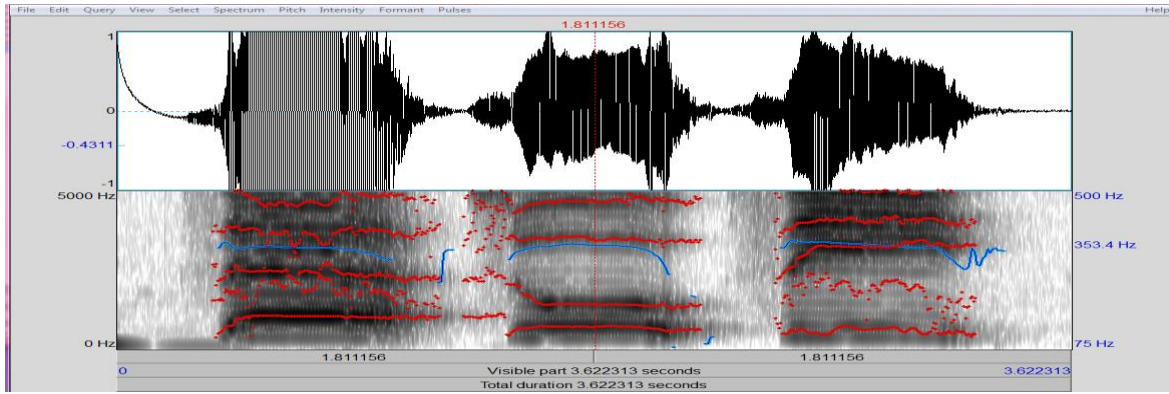 File Edit Query View Select Spectrum Pitch Intensity Formant Pulses Help
1.811156
1
0
-0.4311
-1
5000 Hz 500 Hz
353.4 Hz
0 Hz 75 Hz
1.811156 1.811156
0 Visible part 3.622313 seconds 3.622313
Total duration 3.622313 seconds